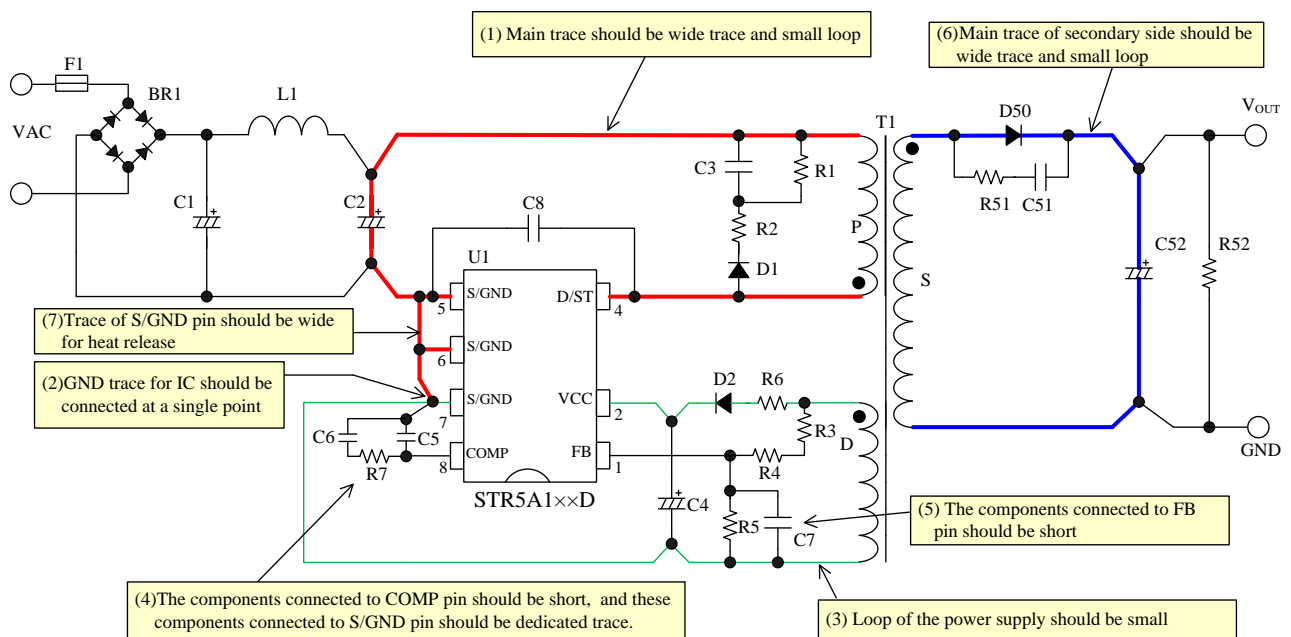 (1) Main trace should be wide trace and small loop
(6)Main trace of secondary side should be
wide trace and small loop
F1
BR1
L1
VAC
C1
C2
C3
R1
R2
D1
C8
T1
P
S
D50
R51
C51
VOUT
C52
R52
GND
U1
S/GND
5
D/ST
4
S/GND
6
S/GND
7
VCC
2
COMP
8
FB
1
STR5A1××D
(7)Trace of S/GND pin should be wide
for heat release
(2)GND trace for IC should be
connected at a single point
C6
C5
R7
D2
R6
R3
R4
D
C4
R5
C7
(5) The components connected to FB
pin should be short
(4)The components connected to COMP pin should be short, and these
components connected to S/GND pin should be dedicated trace.
(3) Loop of the power supply should be small